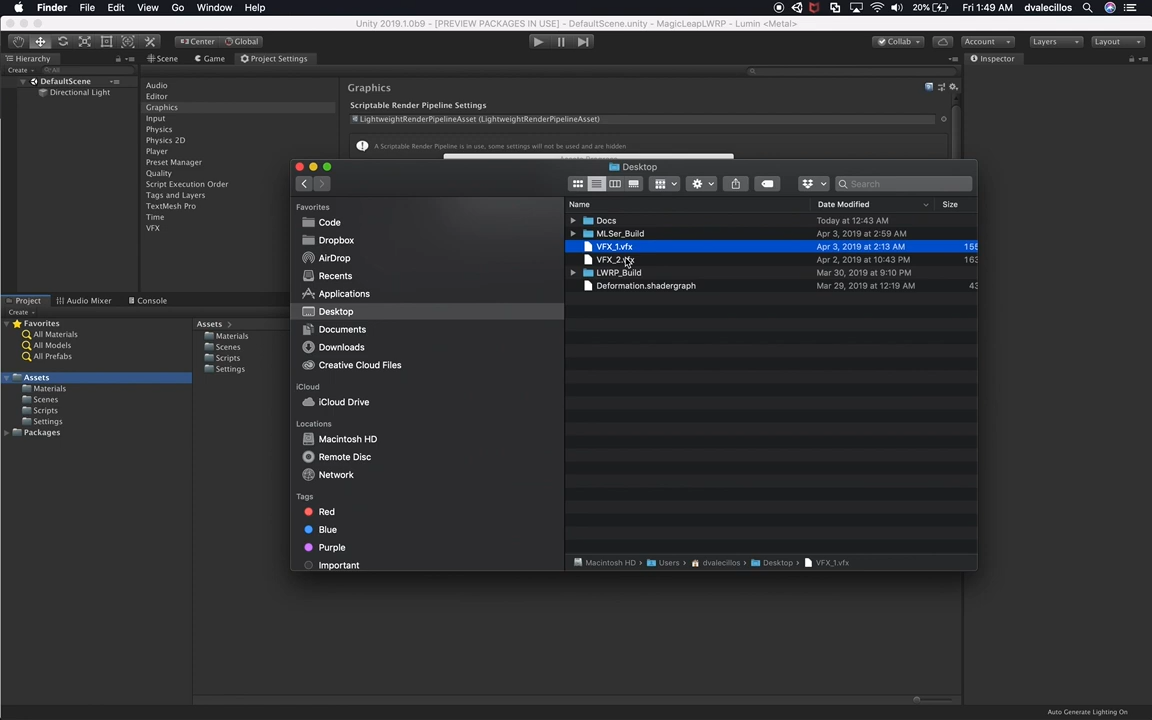 Finder File Edit View Go Window Help 20% Fri 1:49 AM dvalecillos
Unity 2019.1.0b9 - [PREVIEW PACKAGES IN USE] - DefaultScene.unity - MagicLeapLWRP - Lumin <Metal>
Center Global Collab Account Layers Layout
Hierarchy Scene Game Project Settings Inspector
Create All
DefaultScene
Directional Light
Audio
Editor
Graphics
Input
Physics
Physics 2D
Player
Preset Manager
Quality
Script Execution Order
Tags and Layers
TextMesh Pro
Time
VFX
Graphics
Scriptable Render Pipeline Settings
LightweightRenderPipelineAsset (LightweightRenderPipelineAsset)
A Scriptable Render Pipeline is in use, some settings will not be used and are hidden
Desktop
Search
Favorites
Code
Dropbox
AirDrop
Recents
Applications
Desktop
Documents
Downloads
Creative Cloud Files
iCloud
iCloud Drive
Locations
Macintosh HD
Remote Disc
Network
Tags
Red
Blue
Purple
Important
Name Date Modified Size
Docs Today at 12:43 AM
MLSer_Build Apr 3, 2019 at 2:59 AM
VFX_1.vfx Apr 3, 2019 at 2:13 AM 155
VFX_2.vfx Apr 2, 2019 at 10:43 PM 163
LWRP_Build Mar 30, 2019 at 9:10 PM
Deformation.shadergraph Mar 29, 2019 at 12:19 AM 43
Macintosh HD › Users › dvalecillos › Desktop › VFX_1.vfx
Project Audio Mixer Console
Create
Favorites
All Materials
All Models
All Prefabs
Assets
Materials
Scenes
Scripts
Settings
Packages
Assets
Materials
Scenes
Scripts
Settings
Auto Generate Lighting On